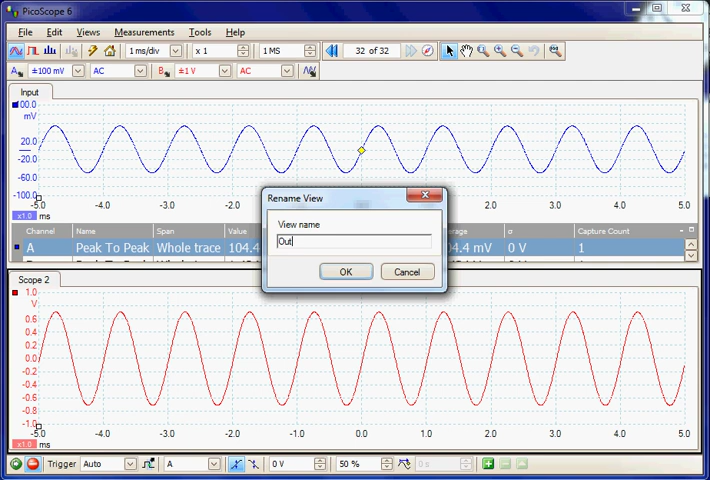 PicoScope 6
File Edit Views Measurements Tools Help
1 ms/div x 1 1 MS 32 of 32
A ±100 mV AC B ±1 V AC
Input
100.0
mV
20.0
-20.0
-60.0
-100.0
-5.0 -4.0 -3.0 -2.0 2.0 3.0 4.0 5.0
x1.0 ms
Channel Name Span Value σ Capture Count
A Peak To Peak Whole trace 104.4 mV 0 V 1
Rename View
View name
Out
OK Cancel
Scope 2
1.0
V
0.6
0.4
0.2
0.0
-0.2
-0.4
-0.6
-0.8
-1.0
-5.0 -4.0 -3.0 -2.0 -1.0 0.0 1.0 2.0 3.0 4.0 5.0
x1.0 ms
Trigger Auto A 0 V 50 % 0 s